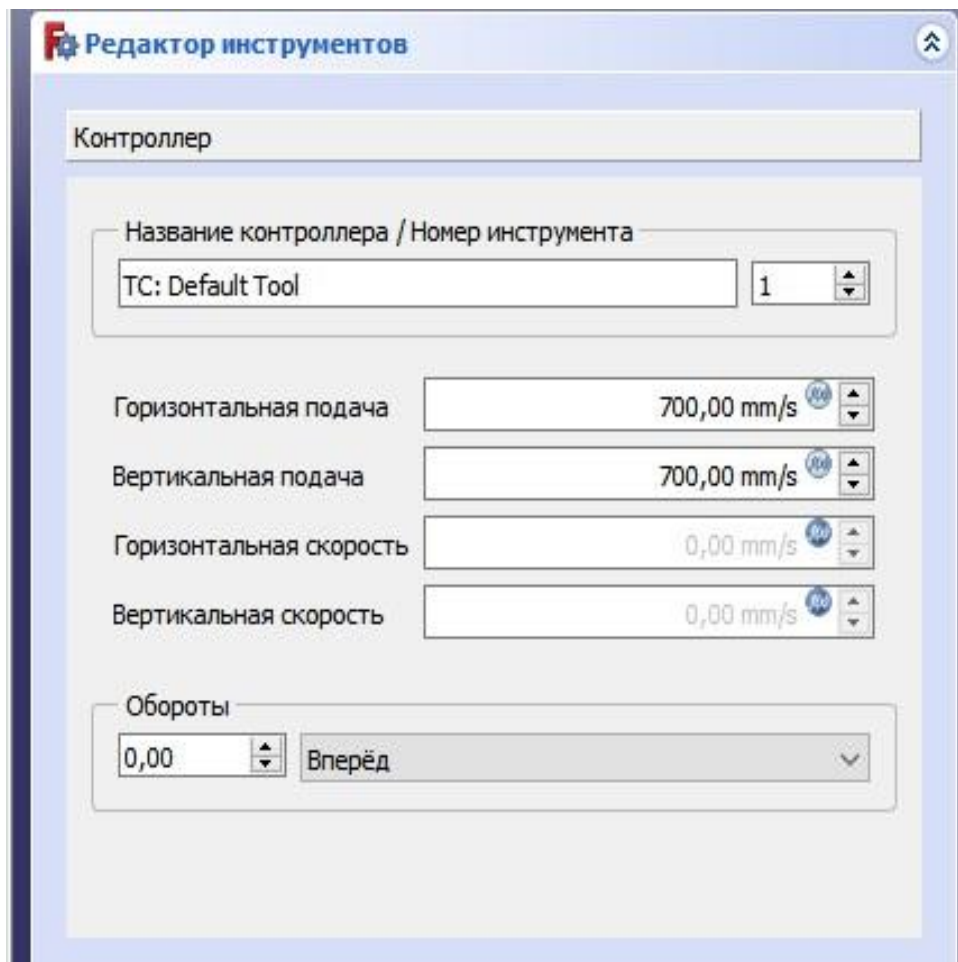 Редактор инструментов
Контроллер
Название контроллера / Номер инструмента
TC: Default Tool 1
Горизонтальная подача 700,00 mm/s
Вертикальная подача 700,00 mm/s
Горизонтальная скорость 0,00 mm/s
Вертикальная скорость 0,00 mm/s
Обороты
0,00 Вперёд